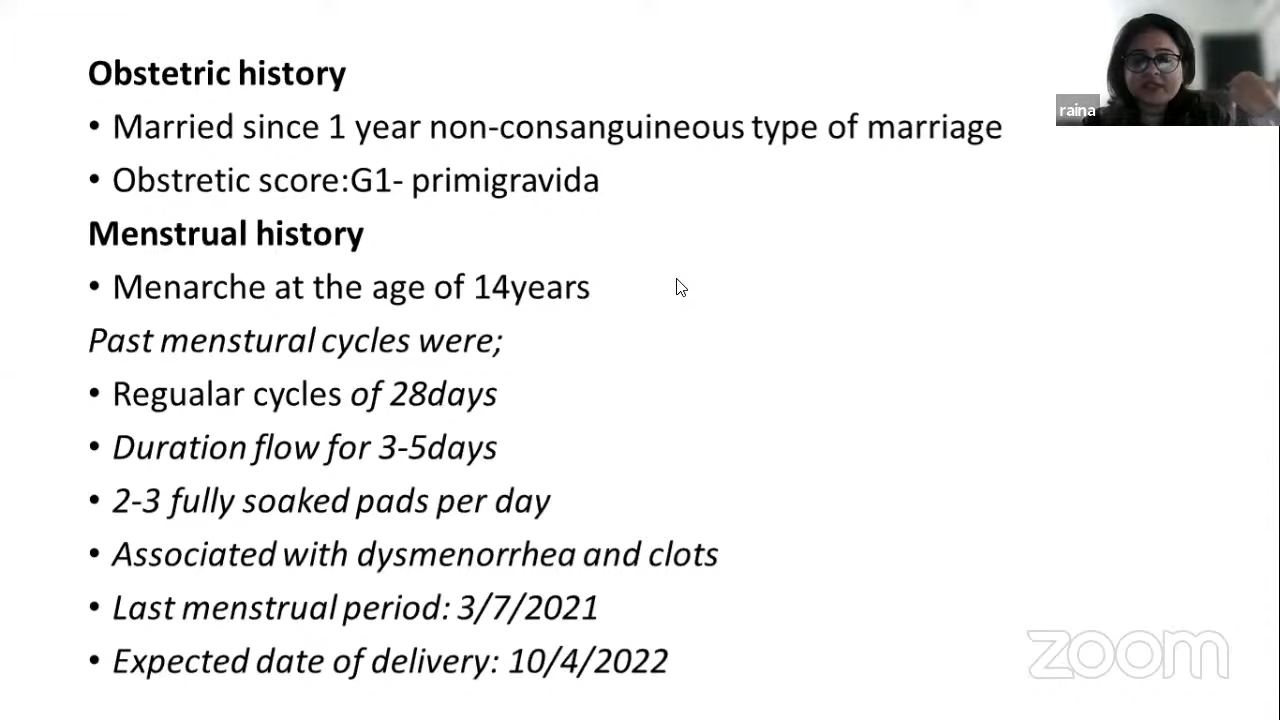 Obstetric history
• Married since 1 year non-consanguineous type of marriage
• Obstretic score:G1- primigravida
Menstrual history
• Menarche at the age of 14years
Past menstural cycles were;
• Regualar cycles of 28days
• Duration flow for 3-5days
• 2-3 fully soaked pads per day
• Associated with dysmenorrhea and clots
• Last menstrual period: 3/7/2021
• Expected date of delivery: 10/4/2022
raina
zoom